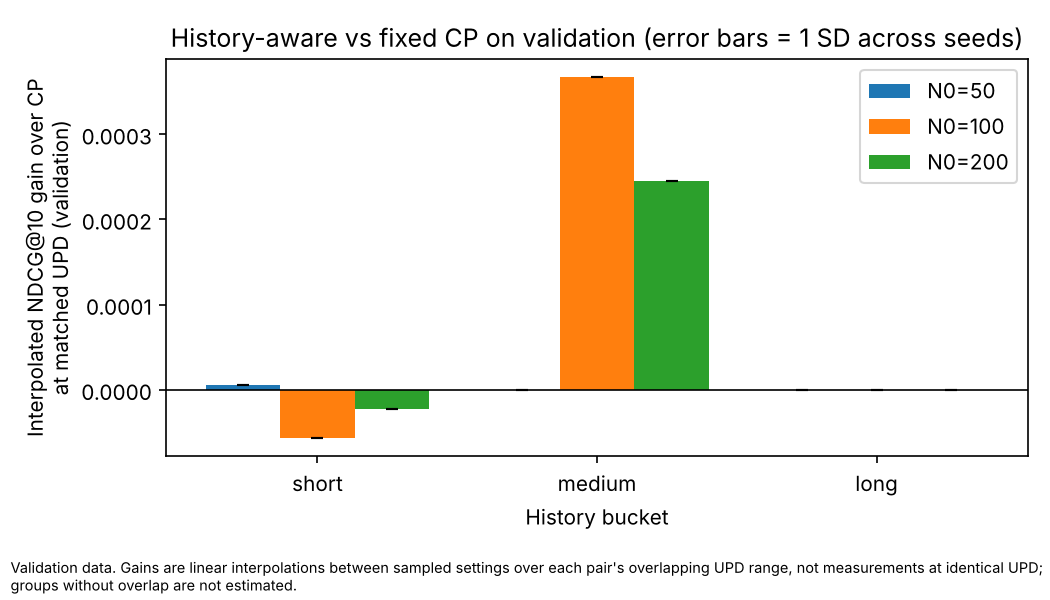 History-aware vs fixed CP on validation (error bars = 1 SD across seeds)
Interpolated NDCG@10 gain over CP
at matched UPD (validation)
0.0003
0.0002
0.0001
0.0000
N0=50
N0=100
N0=200
short
medium
long
History bucket
Validation data. Gains are linear interpolations between sampled settings over each pair's overlapping UPD range, not measurements at identical UPD;
groups without overlap are not estimated.